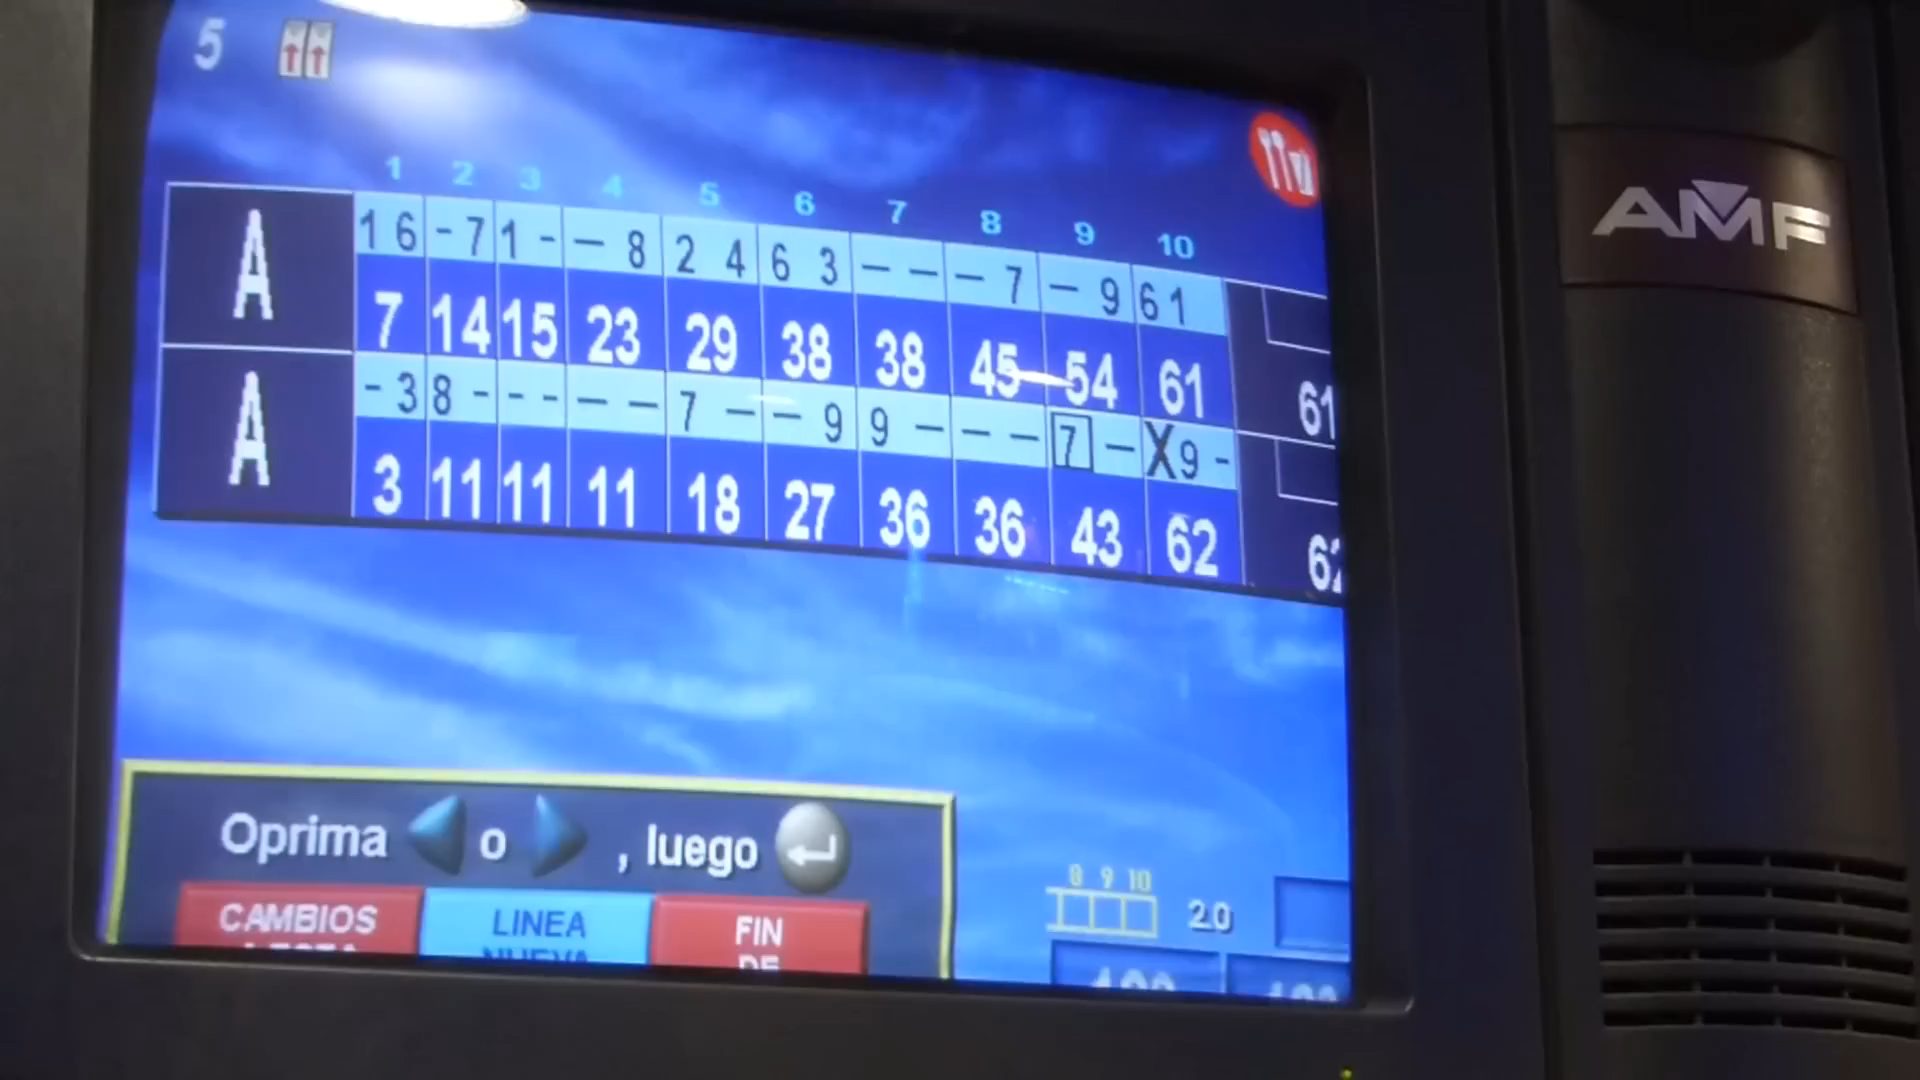 5
1 2 3 4 5 6 7 8 9 10
A 1 6 - 7 1 - - 8 2 4 6 3 - - - 7 - 9 6 1
7 14 15 23 29 38 38 45 54 61 61
A - 3 8 - - - - - 7 - - 9 9 - - - 7 - X 9 -
3 11 11 11 18 27 36 36 43 62
Oprima o , luego
CAMBIOS LINEA FIN
NUEVA DE
8 9 10
20
AMF